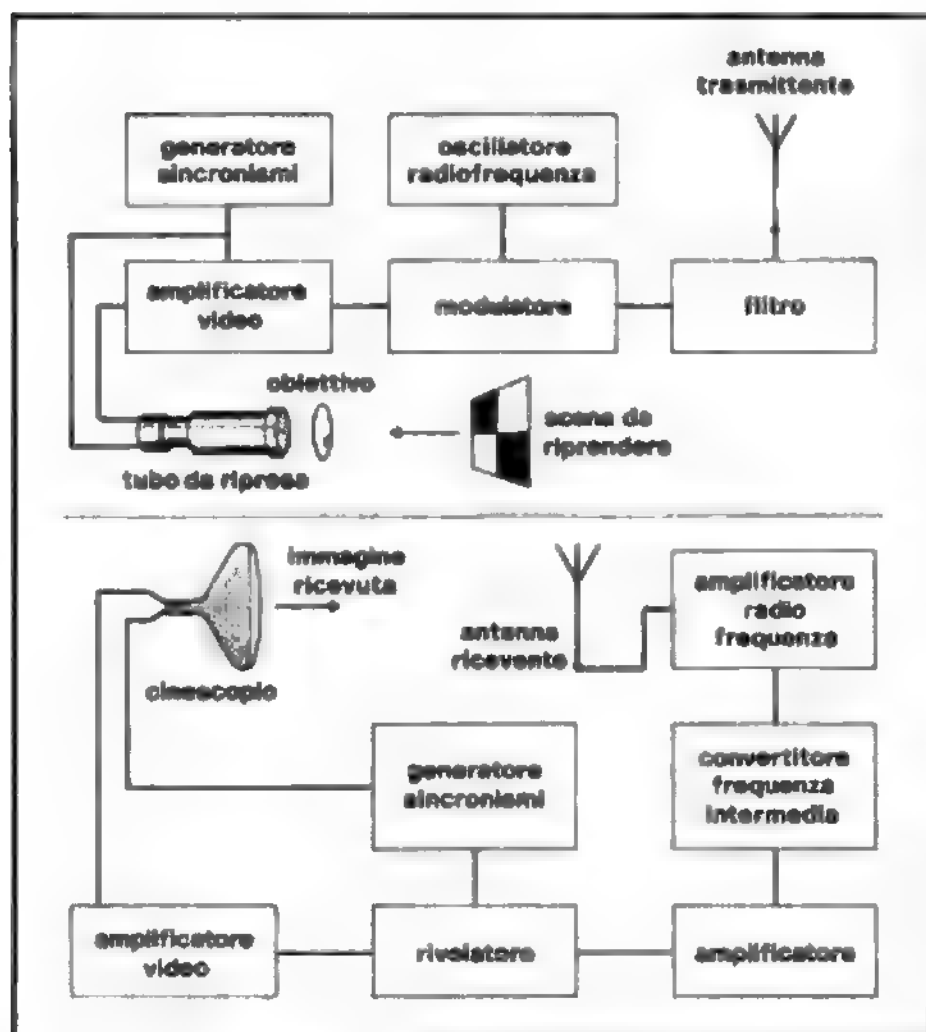 antenna
trasmittente
generatore
sincronismi
oscillatore
radiofrequenza
amplificatore
video
modulatore
filtro
obiettivo
scena da
riprendere
tubo da ripresa
immagine
ricevuta
amplificatore
radio
frequenza
antenna
ricevente
cinescopio
generatore
sincronismi
convertitore
frequenza
intermedia
amplificatore
video
rivelatore
amplificatore